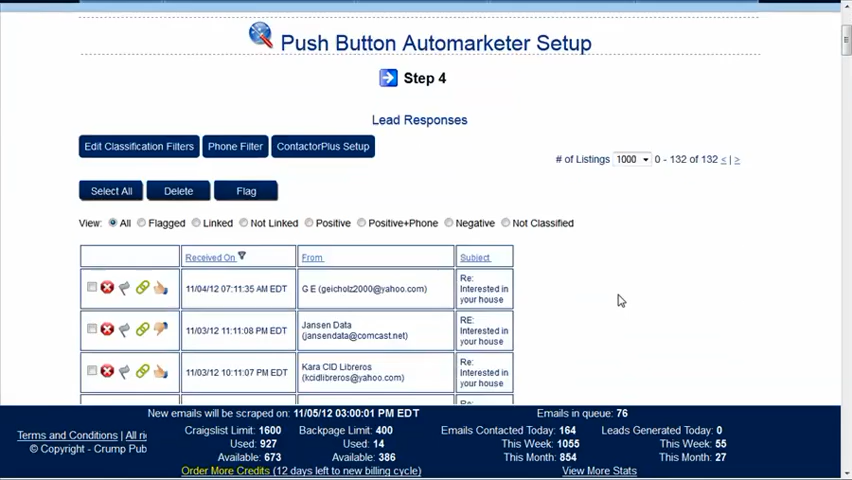 Push Button Automarketer Setup
Step 4
Lead Responses
Edit Classification Filters Phone Filter ContactorPlus Setup
# of Listings 1000 0 - 132 of 132 < | >
Select All Delete Flag
View: All Flagged Linked Not Linked Positive Positive+Phone Negative Not Classified
Received On From Subject
11/04/12 07:11:35 AM EDT G E (geicholz2000@yahoo.com) Re: Interested in your house
11/03/12 11:11:08 PM EDT Jansen Data (jansendata@comcast.net) RE: Interested in your house
11/03/12 10:11:07 PM EDT Kara CID Libreros (kcidlibreros@yahoo.com) Re: Interested in your house
New emails will be scraped on: 11/05/12 03:00:01 PM EDT Emails in queue: 76
Terms and Conditions | All ri
© Copyright - Crump Pub
Craigslist Limit: 1600 Backpage Limit: 400 Emails Contacted Today: 164 Leads Generated Today: 0
Used: 927 Used: 14 This Week: 1055 This Week: 55
Available: 673 Available: 386 This Month: 854 This Month: 27
Order More Credits (12 days left to new billing cycle) View More Stats